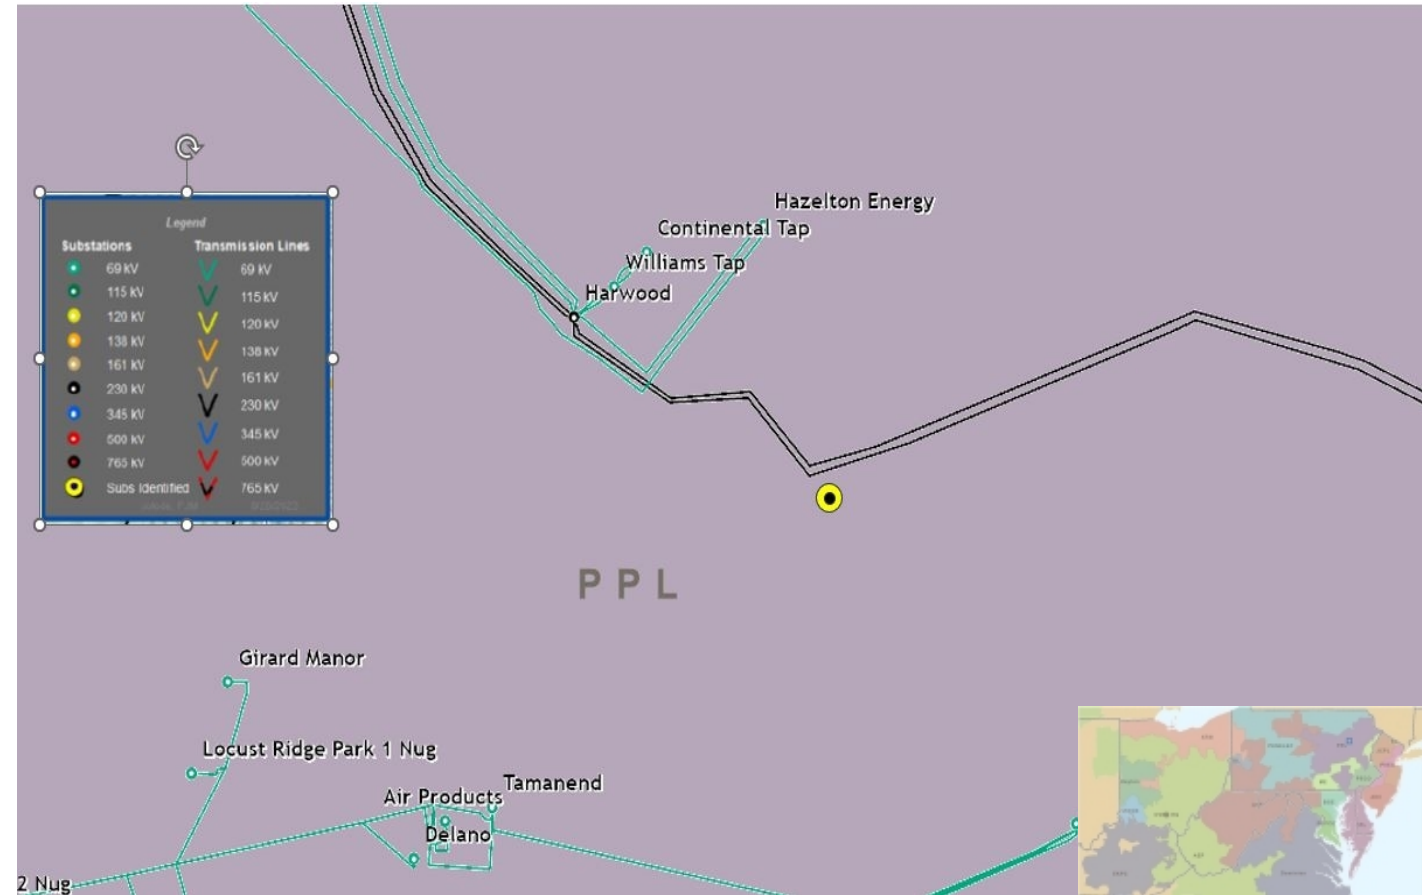 Hazelton Energy
Continental Tap
Williams Tap
Harwood
Legend
Substations
Transmission Lines
69 kV
69 kV
115 kV
115 kV
120 kV
120 kV
138 kV
138 kV
161 kV
161 kV
230 kV
230 kV
345 kV
345 kV
500 kV
500 kV
765 kV
765 kV
Subs Identified
PPL
Girard Manor
Locust Ridge Park 1 Nug
Tamanend
Air Products
Delano
2 Nug